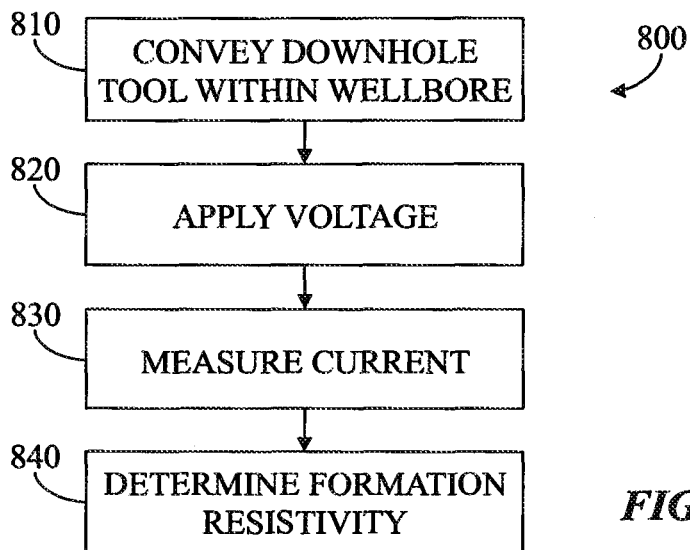 810
CONVEY DOWNHOLE
TOOL WITHIN WELLBORE
800
820
APPLY VOLTAGE
830
MEASURE CURRENT
840
DETERMINE FORMATION
RESISTIVITY
FIG